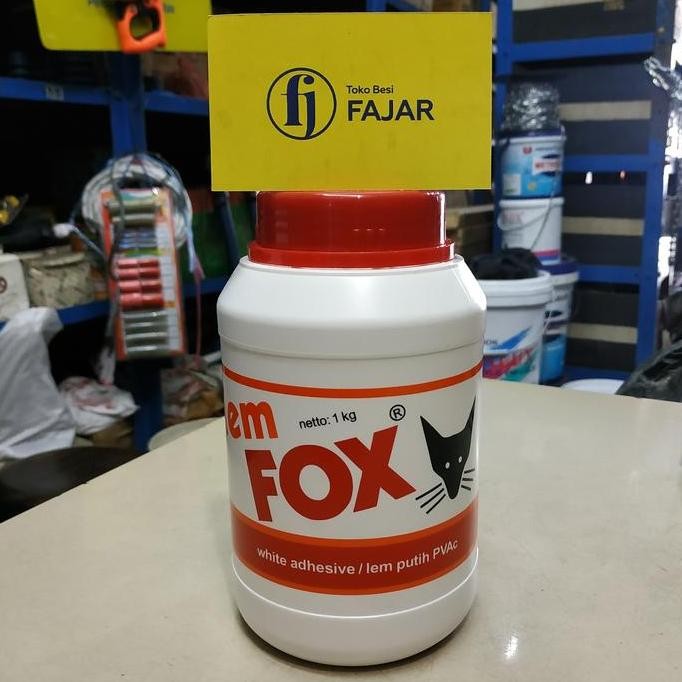 fj
Toko Besi
FAJAR
em
netto: 1 kg
®
FOX
white adhesive / lem putih PVAc